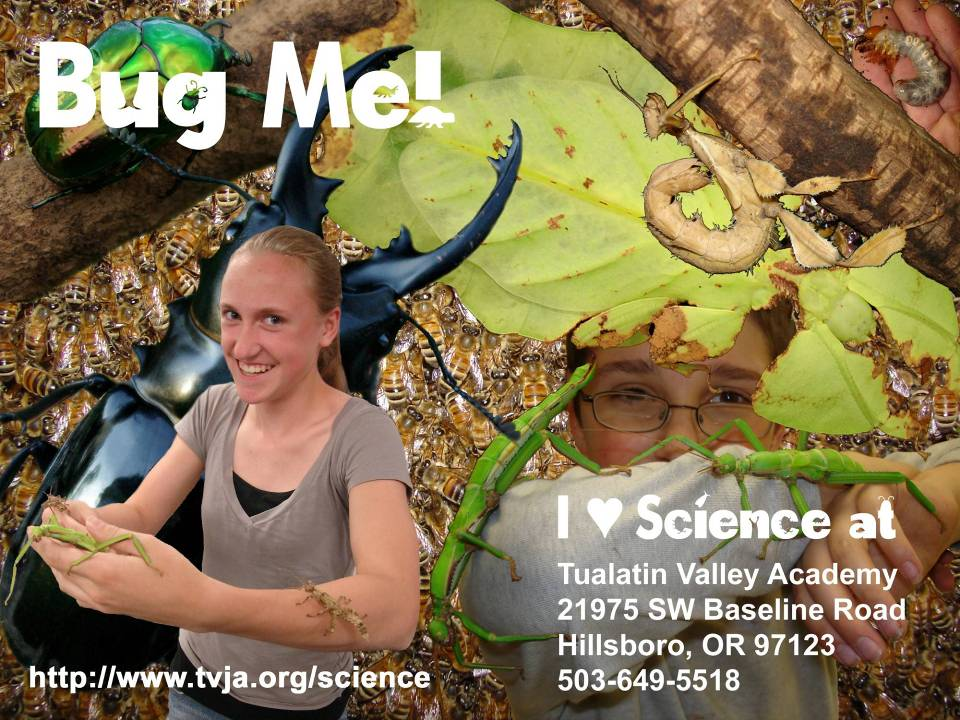 Bug Me!
I ♥ Science at
Tualatin Valley Academy
21975 SW Baseline Road
Hillsboro, OR 97123
503-649-5518
http://www.tvja.org/science